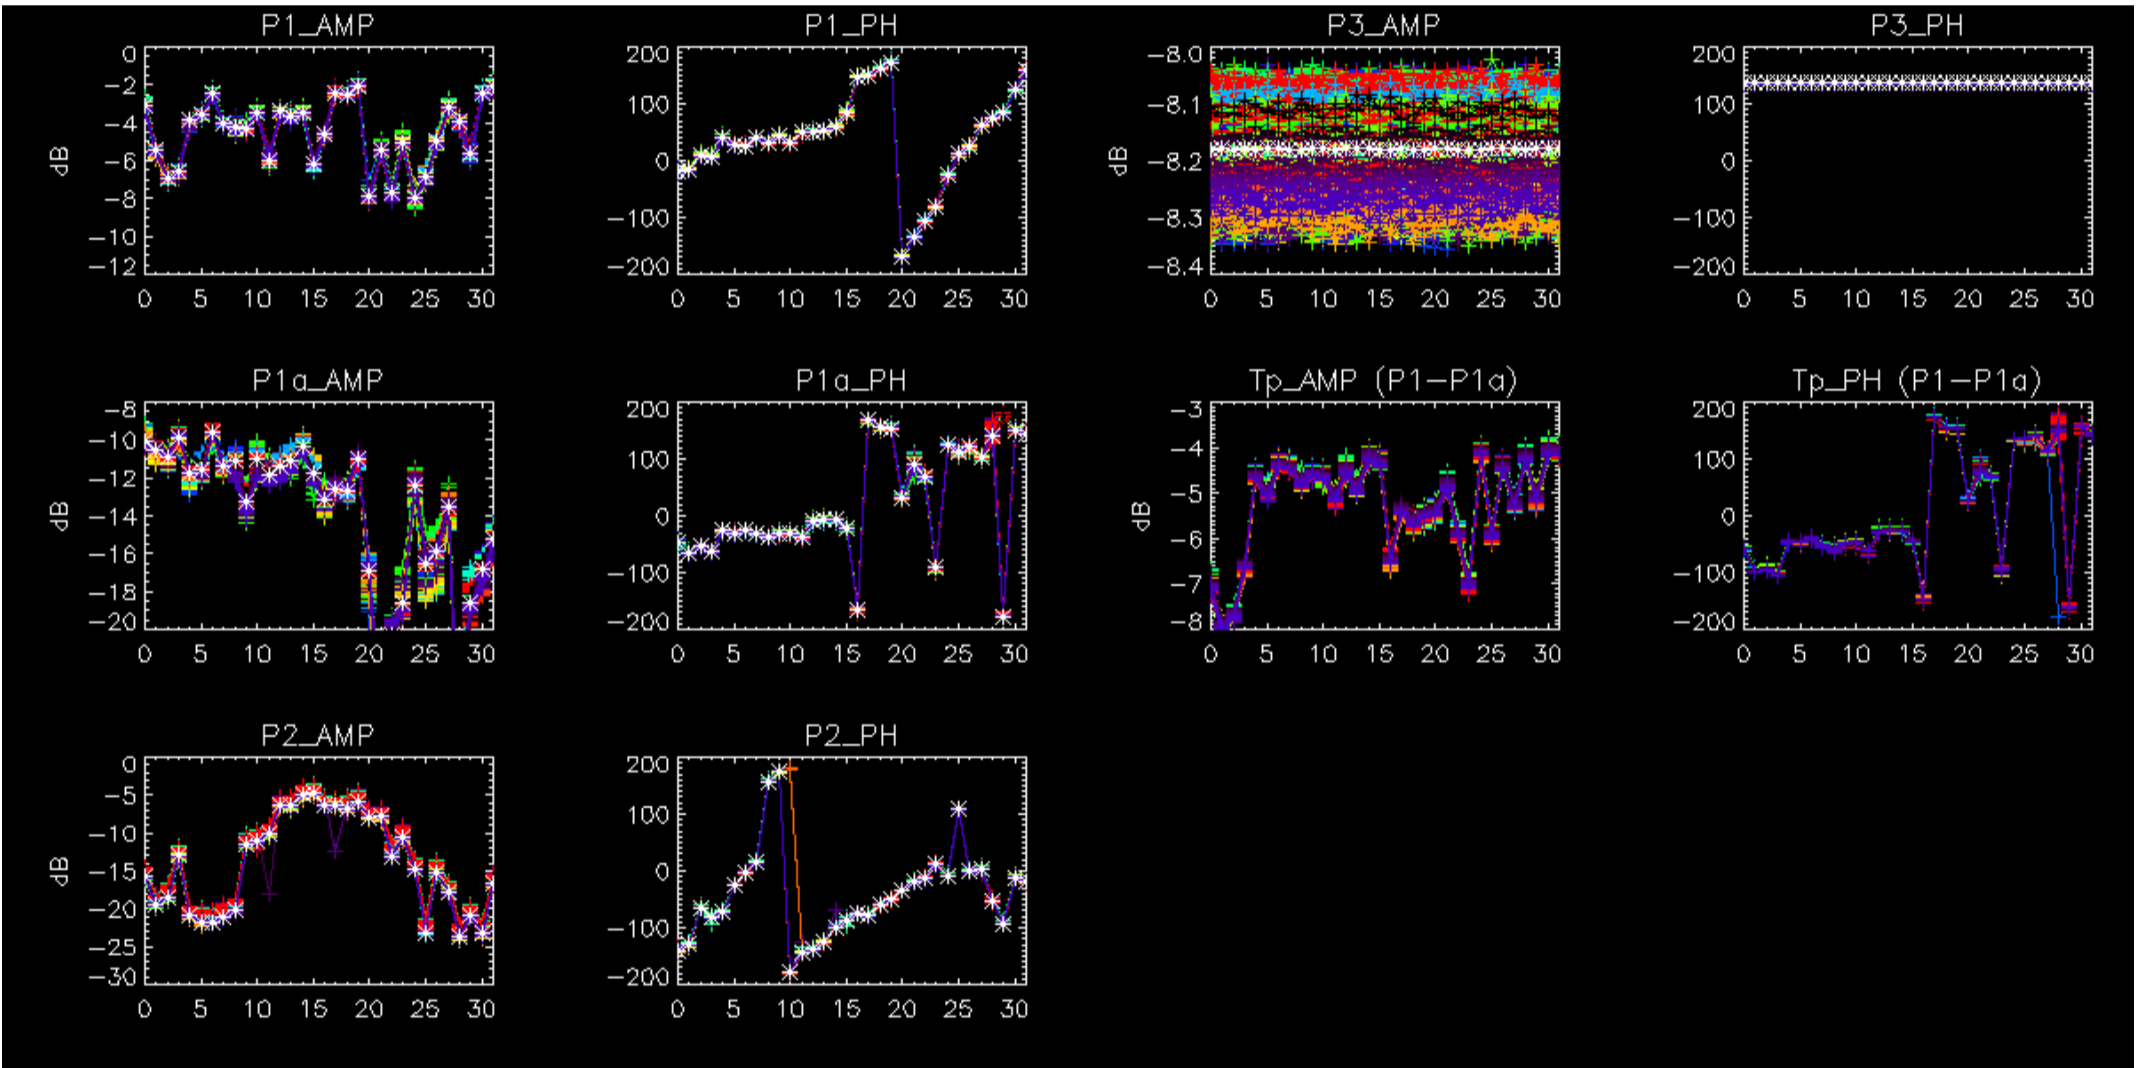 P1_AMP
P1_PH
P3_AMP
P3_PH
0
−2
−4
−6
−8
−10
−12
dB
0 5 10 15 20 25 30
200
100
0
−100
−200
0 5 10 15 20 25 30
−8.0
−8.1
−8.2
−8.3
−8.4
dB
0 5 10 15 20 25 30
200
100
0
−100
−200
0 5 10 15 20 25 30
P1a_AMP
P1a_PH
Tp_AMP (P1−P1a)
Tp_PH (P1−P1a)
−8
−10
−12
−14
−16
−18
−20
dB
0 5 10 15 20 25 30
200
100
0
−100
−200
0 5 10 15 20 25 30
−3
−4
−5
−6
−7
−8
dB
0 5 10 15 20 25 30
200
100
0
−100
−200
0 5 10 15 20 25 30
P2_AMP
P2_PH
0
−5
−10
−15
−20
−25
−30
dB
0 5 10 15 20 25 30
200
100
0
−100
−200
0 5 10 15 20 25 30